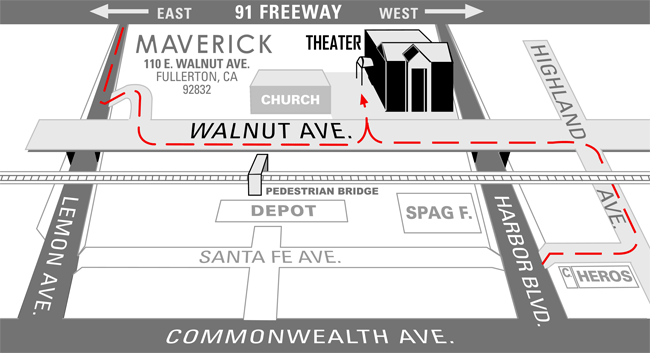 EAST 91 FREEWAY WEST
MAVERICK THEATER
110 E. WALNUT AVE.
FULLERTON, CA
92832
CHURCH
HIGHLAND AVE.
WALNUT AVE.
PEDESTRIAN BRIDGE
DEPOT
SPAG F.
LEMON AVE.
HARBOR BLVD.
SANTA FE AVE.
C HEROS
COMMONWEALTH AVE.